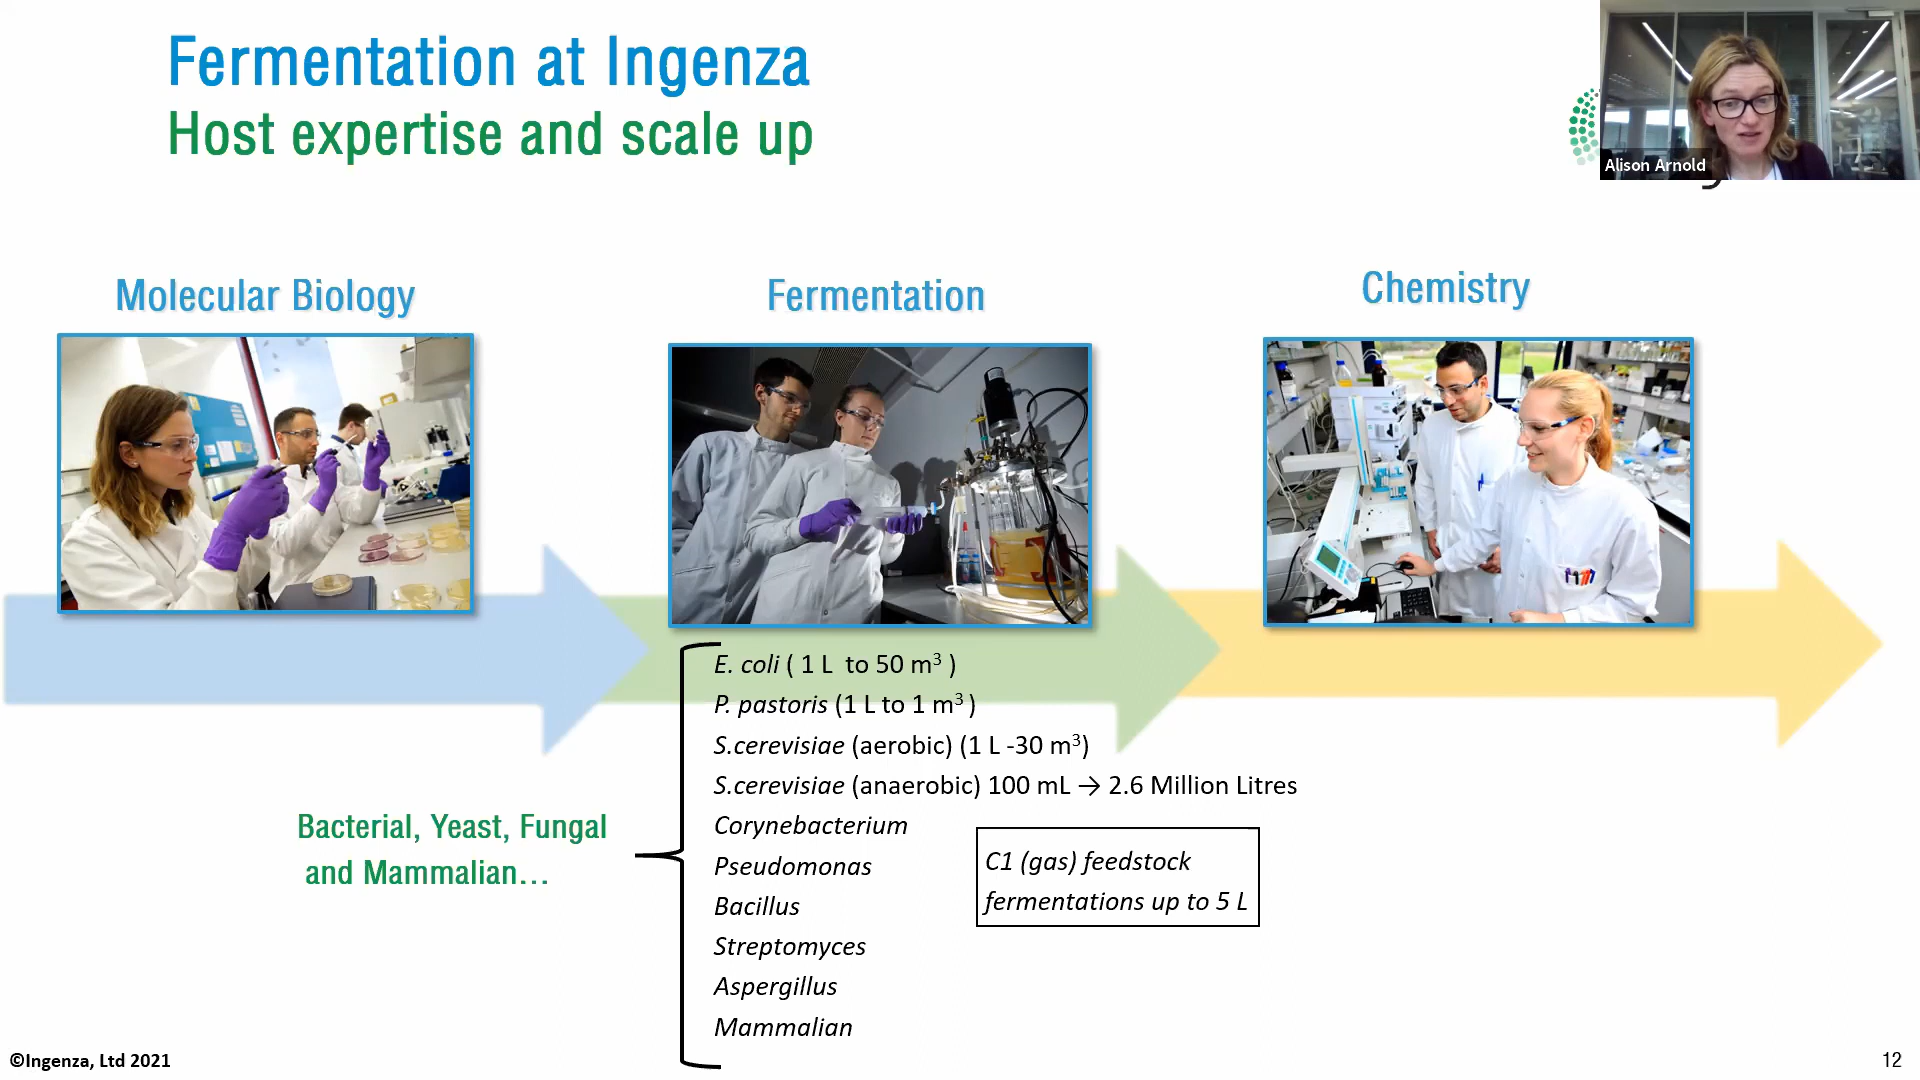 Fermentation at Ingenza
Host expertise and scale up
Alison Arnold
Molecular Biology
Fermentation
Chemistry
E. coli ( 1 L  to 50 m³ )
P. pastoris (1 L to 1 m³ )
S.cerevisiae (aerobic) (1 L -30 m³)
S.cerevisiae (anaerobic) 100 mL → 2.6 Million Litres
Corynebacterium
Pseudomonas
Bacillus
Streptomyces
Aspergillus
Mammalian
Bacterial, Yeast, Fungal
and Mammalian…
C1 (gas) feedstock
fermentations up to 5 L
©Ingenza, Ltd 2021
12